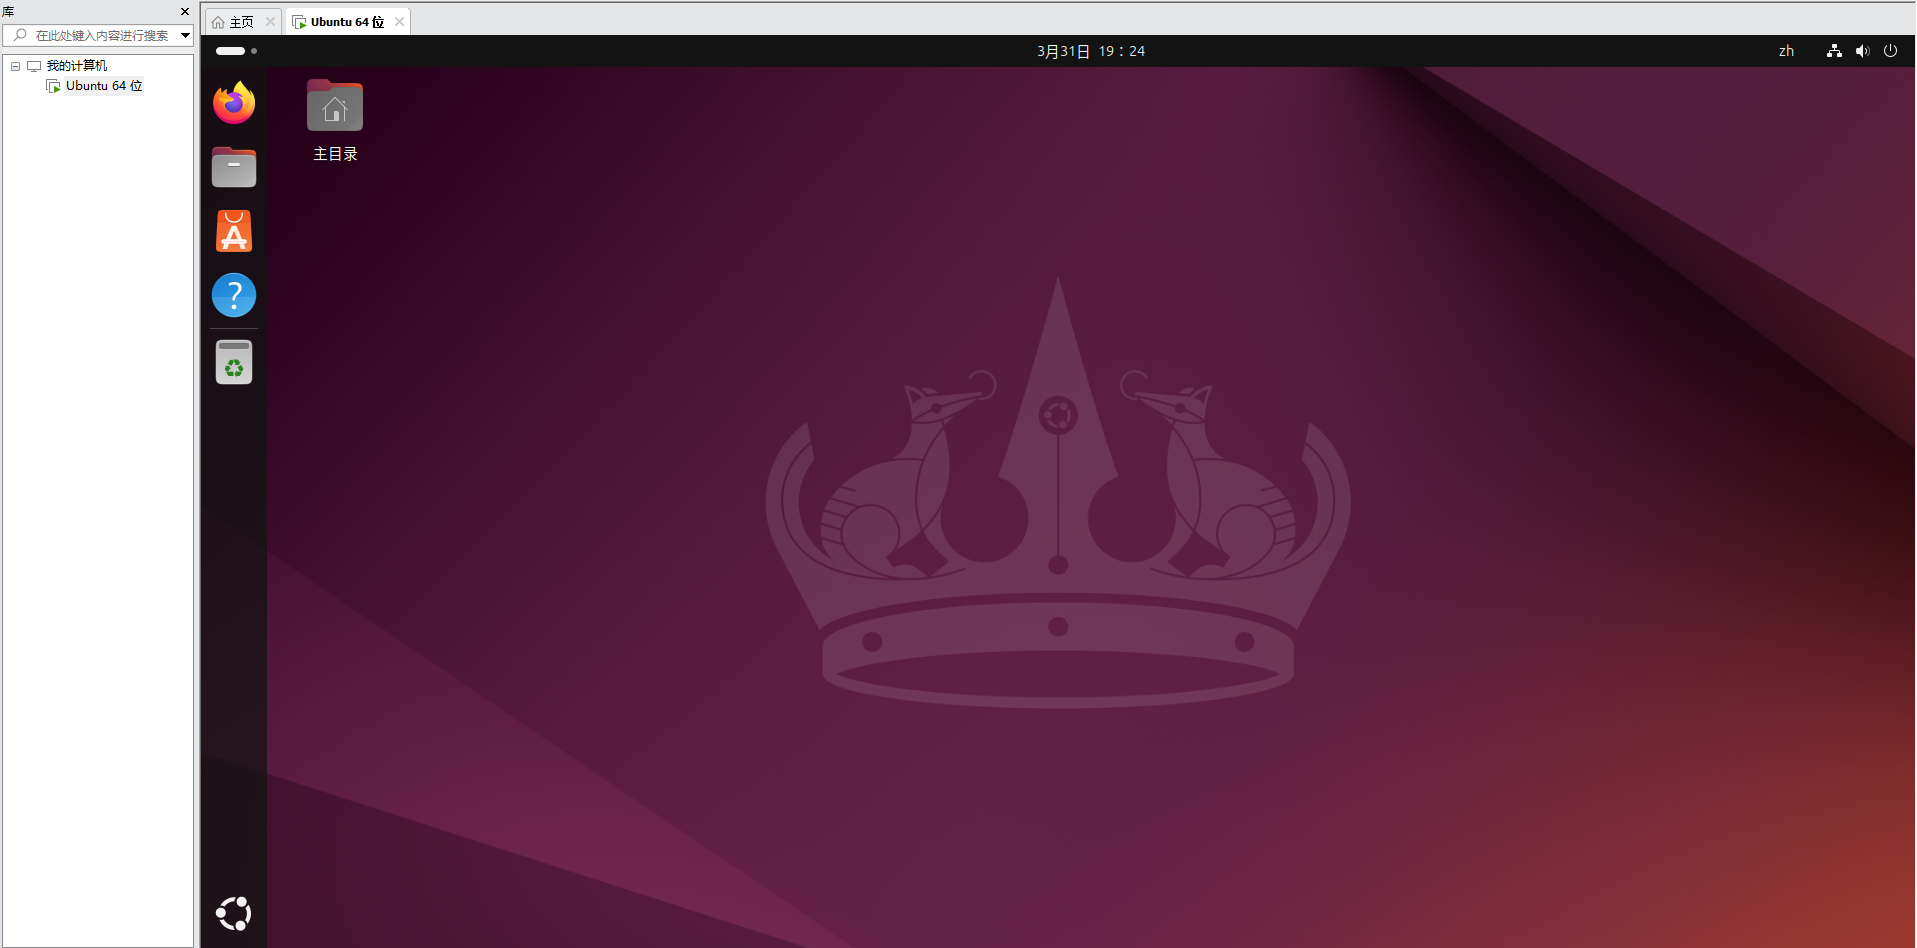 库
在此处键入内容进行搜索
我的计算机
Ubuntu 64 位
主页
Ubuntu 64 位
3月31日 19：24
zh
主目录